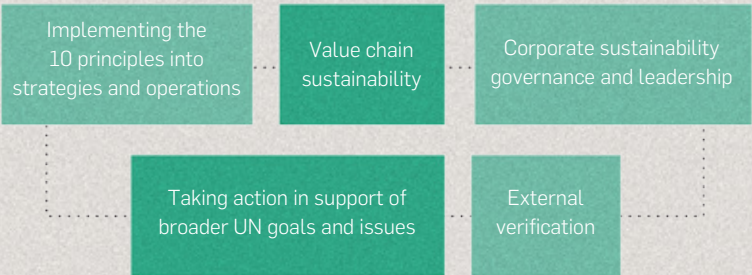 Implementing the
10 principles into
strategies and operations
Value chain
sustainability
Corporate sustainability
governance and leadership
Taking action in support of
broader UN goals and issues
External
verification